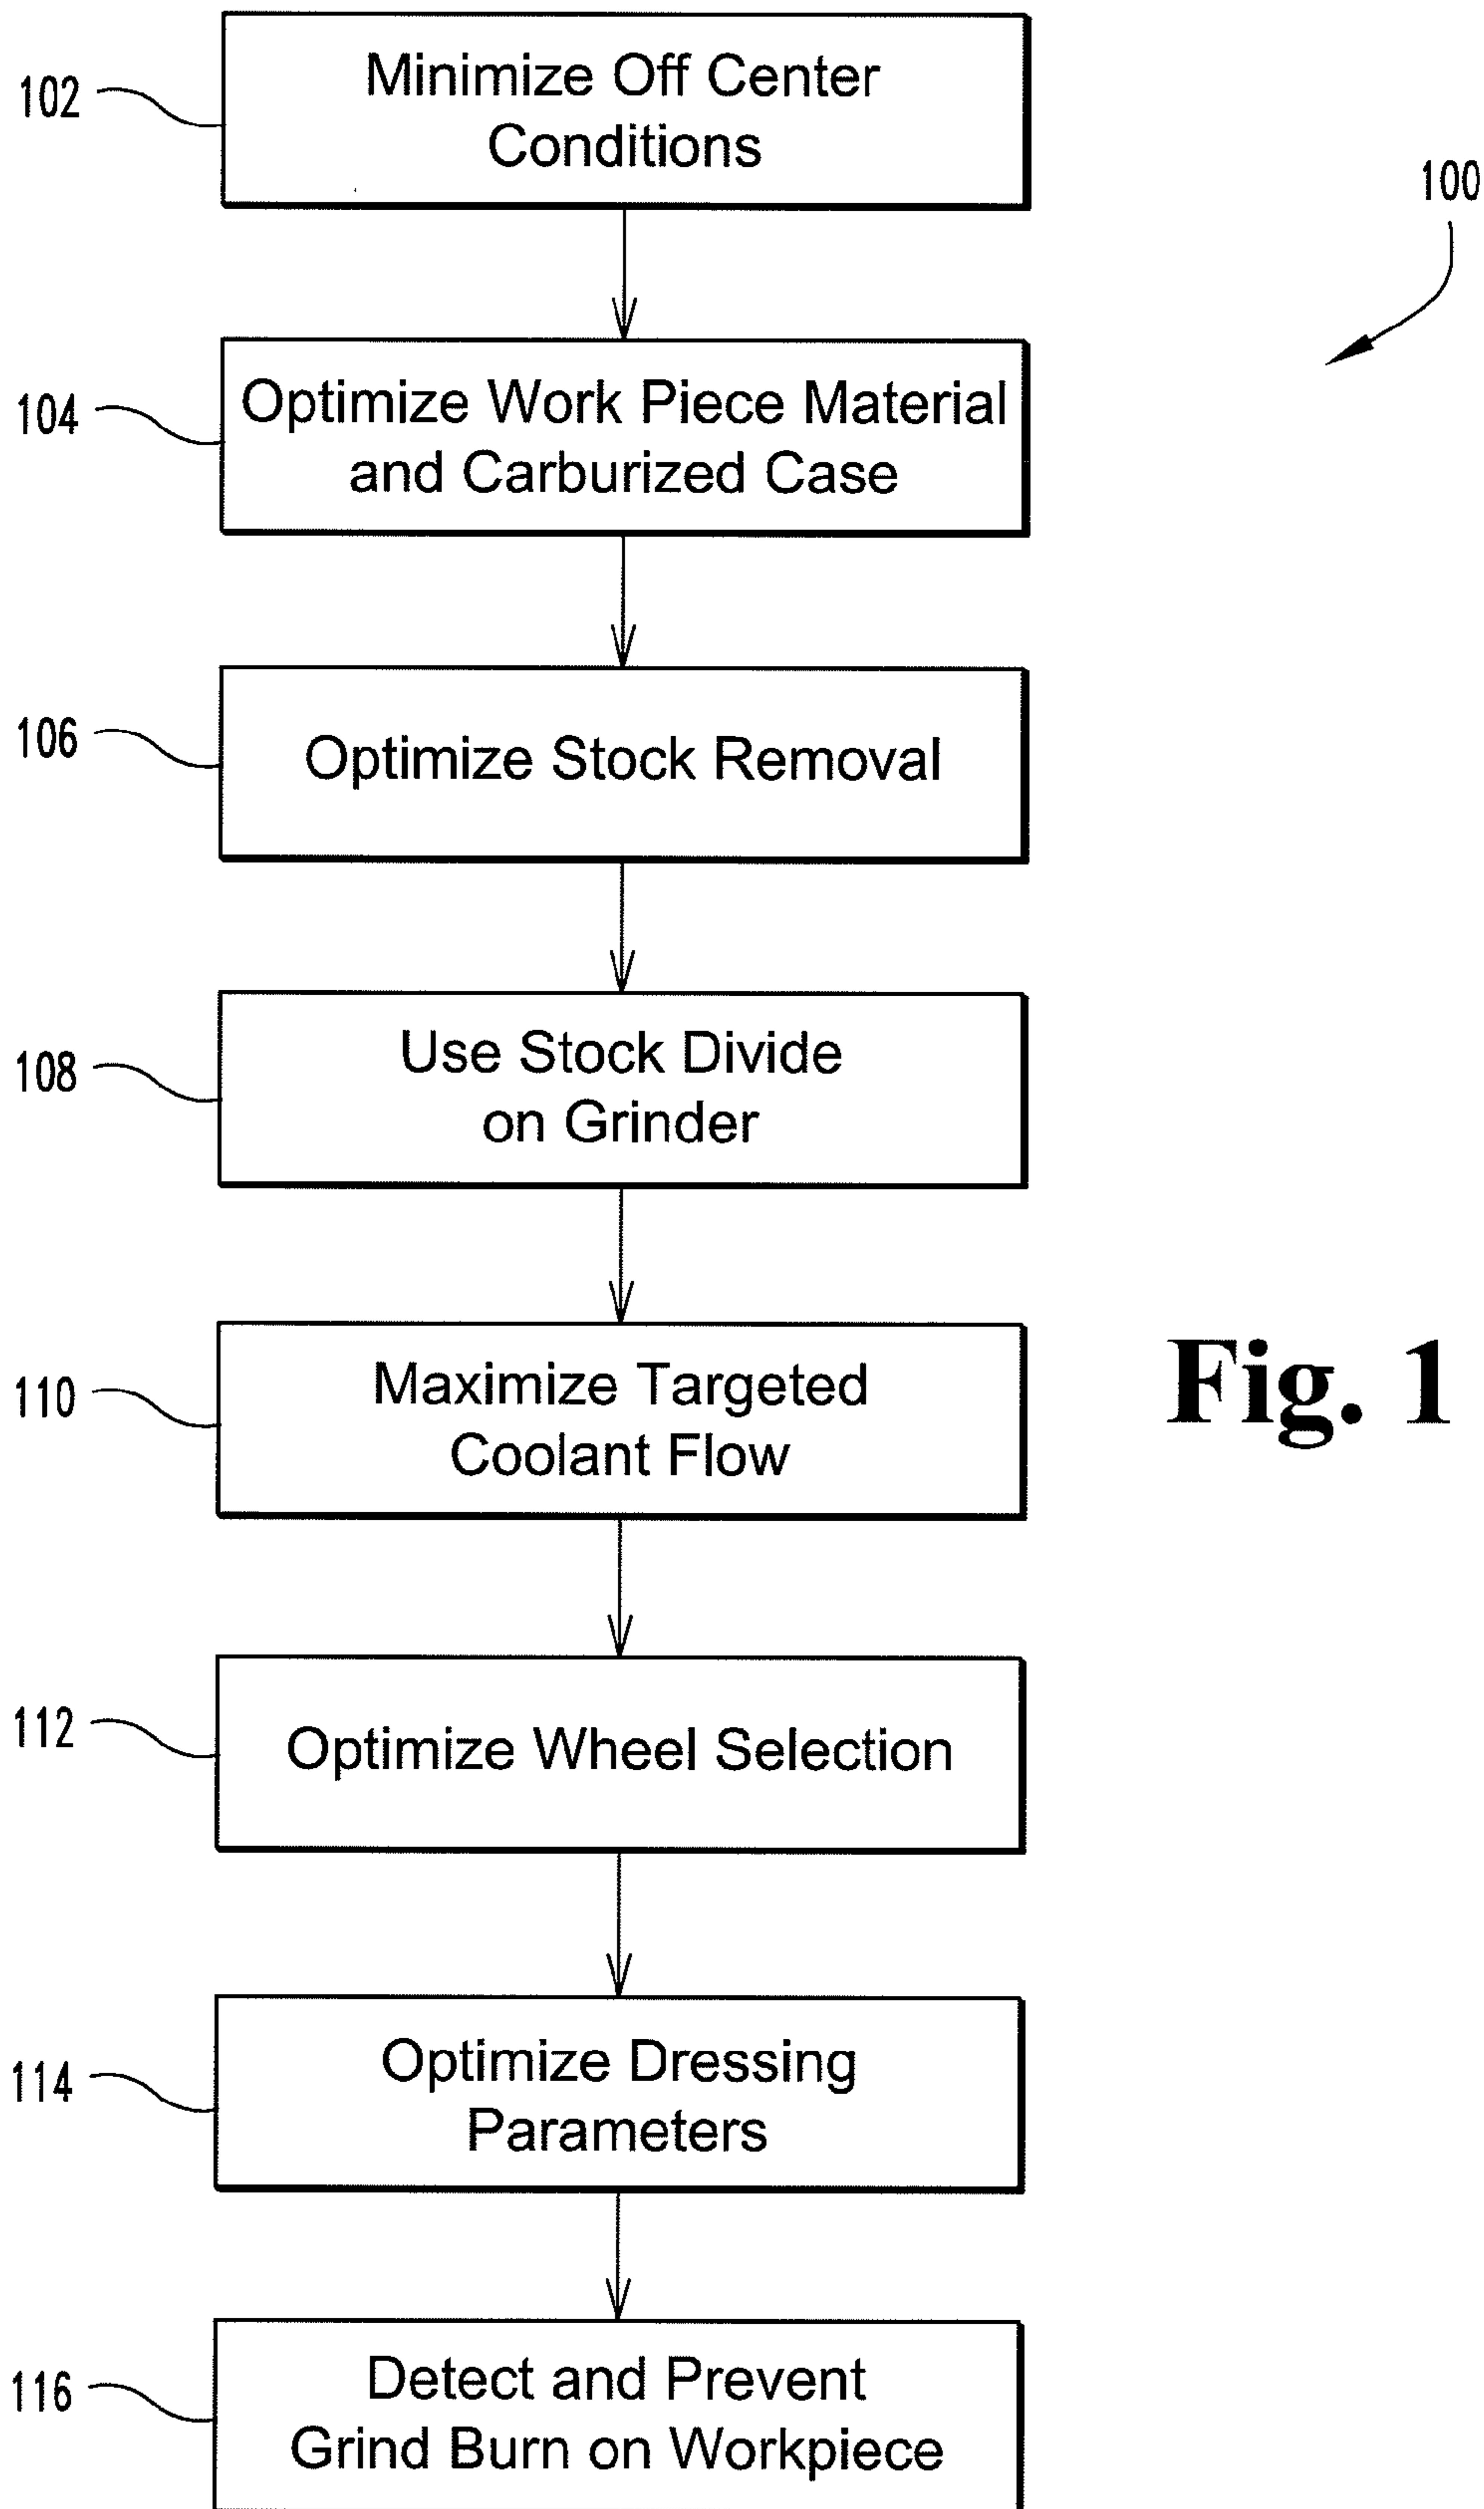 102
Minimize Off Center
Conditions
100
104
Optimize Work Piece Material
and Carburized Case
106
Optimize Stock Removal
108
Use Stock Divide
on Grinder
110
Maximize Targeted
Coolant Flow
Fig. 1
112
Optimize Wheel Selection
114
Optimize Dressing
Parameters
116
Detect and Prevent
Grind Burn on Workpiece